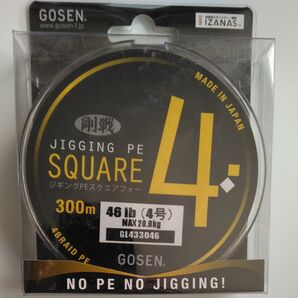 GOSEN.
www.gosen-f.jp
IZANAS™
MADE IN JAPAN
剛戦
JIGGING PE
SQUARE 4
ジギングPEスクエアフォー
300m
46 lb (4号)
MAX 20.9kg
GL433046
4BRAID PE
GOSEN
NO PE NO JIGGING!